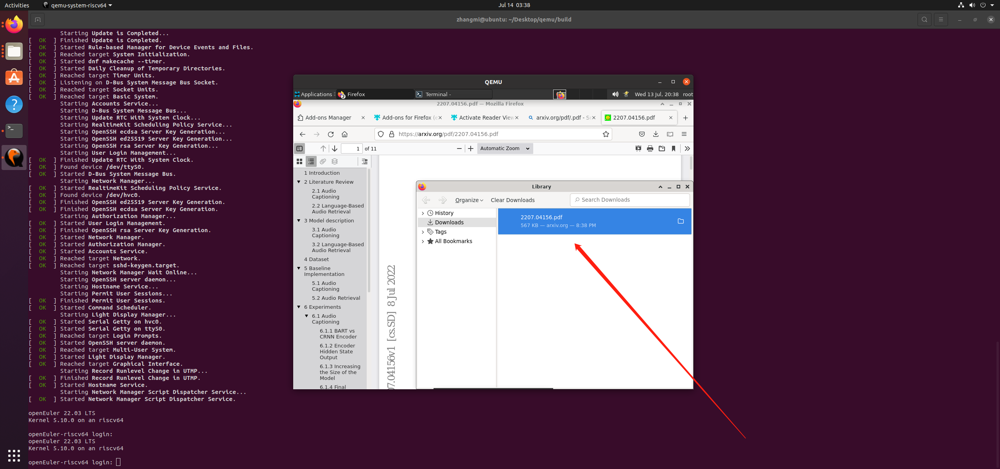 Activities
qemu-system-riscv64
Jul 14 03:38
zhangmi@ubuntu: ~/Desktop/qemu/build
Starting Update is Completed...
[ OK ] Finished Update is Completed.
[ OK ] Started Rule-based Manager for Device Events and Files.
[ OK ] Reached target System Initialization.
[ OK ] Started dnf makecache --timer.
[ OK ] Started Daily Cleanup of Temporary Directories.
[ OK ] Reached target Timer Units.
[ OK ] Listening on D-Bus System Message Bus Socket.
[ OK ] Reached target Socket Units.
[ OK ] Reached target Basic System.
Starting Accounts Service...
Starting D-Bus System Message Bus...
Starting Update RTC With System Clock...
Starting RealtimeKit Scheduling Policy Service...
Starting OpenSSH ecdsa Server Key Generation...
Starting OpenSSH ed25519 Server Key Generation...
Starting OpenSSH rsa Server Key Generation...
Starting User Login Management...
[ OK ] Finished Update RTC With System Clock.
[ OK ] Found device /dev/ttyS0.
[ OK ] Started D-Bus System Message Bus.
Starting Network Manager...
[ OK ] Started RealtimeKit Scheduling Policy Service.
[ OK ] Found device /dev/hvc0.
[ OK ] Finished OpenSSH ed25519 Server Key Generation.
[ OK ] Finished OpenSSH ecdsa Server Key Generation.
Starting Authorization Manager...
[ OK ] Started User Login Management.
[ OK ] Finished OpenSSH rsa Server Key Generation.
[ OK ] Started Network Manager.
[ OK ] Started Authorization Manager.
[ OK ] Started Accounts Service.
[ OK ] Reached target Network.
[ OK ] Reached target sshd-keygen.target.
Starting Network Manager Wait Online...
Starting OpenSSH server daemon...
Starting Hostname Service...
Starting Permit User Sessions...
[ OK ] Finished Permit User Sessions.
[ OK ] Started Command Scheduler.
Starting Light Display Manager...
[ OK ] Started Serial Getty on hvc0.
[ OK ] Started Serial Getty on ttyS0.
[ OK ] Reached target Login Prompts.
[ OK ] Started OpenSSH server daemon.
[ OK ] Reached target Multi-User System.
[ OK ] Started Light Display Manager.
[ OK ] Reached target Graphical Interface.
Starting Record Runlevel Change in UTMP...
[ OK ] Finished Record Runlevel Change in UTMP.
[ OK ] Started Hostname Service.
Starting Network Manager Script Dispatcher Service...
[ OK ] Started Network Manager Script Dispatcher Service.
openEuler 22.03 LTS
Kernel 5.10.0 on an riscv64
openEuler-riscv64 login:
openEuler 22.03 LTS
Kernel 5.10.0 on an riscv64
openEuler-riscv64 login:
QEMU
Applications
2
Firefox
Terminal -
Wed 13 Jul, 20:38
root
2207.04156.pdf — Mozilla Firefox
Add-ons Manager
Add-ons for Firefox (e
Activate Reader View
arxiv.org/pdf/.pdf - Se
2207.04156.pdf
https://arxiv.org/pdf/2207.04156.pdf
1 of 11
Automatic Zoom
1 Introduction
2 Literature Review
2.1 Audio
Captioning
2.2 Language-Based
Audio Retrieval
3 Model description
3.1 Audio
Captioning
3.2 Language-Based
Audio Retrieval
4 Dataset
5 Baseline
Implementation
5.1 Audio
Captioning
5.2 Audio Retrieval
6 Experiments
6.1 Audio
Captioning
6.1.1 BART vs
CRNN Encoder
6.1.2 Encoder
Hidden State
Output
6.1.3 Increasing
the Size of the
Model
6.1.4 Final
07.04156v1 [cs.SD] 8 Jul 2022
Library
Organize
Clear Downloads
Search Downloads
History
Downloads
Tags
All Bookmarks
2207.04156.pdf
567 KB — arxiv.org — 8:38 PM